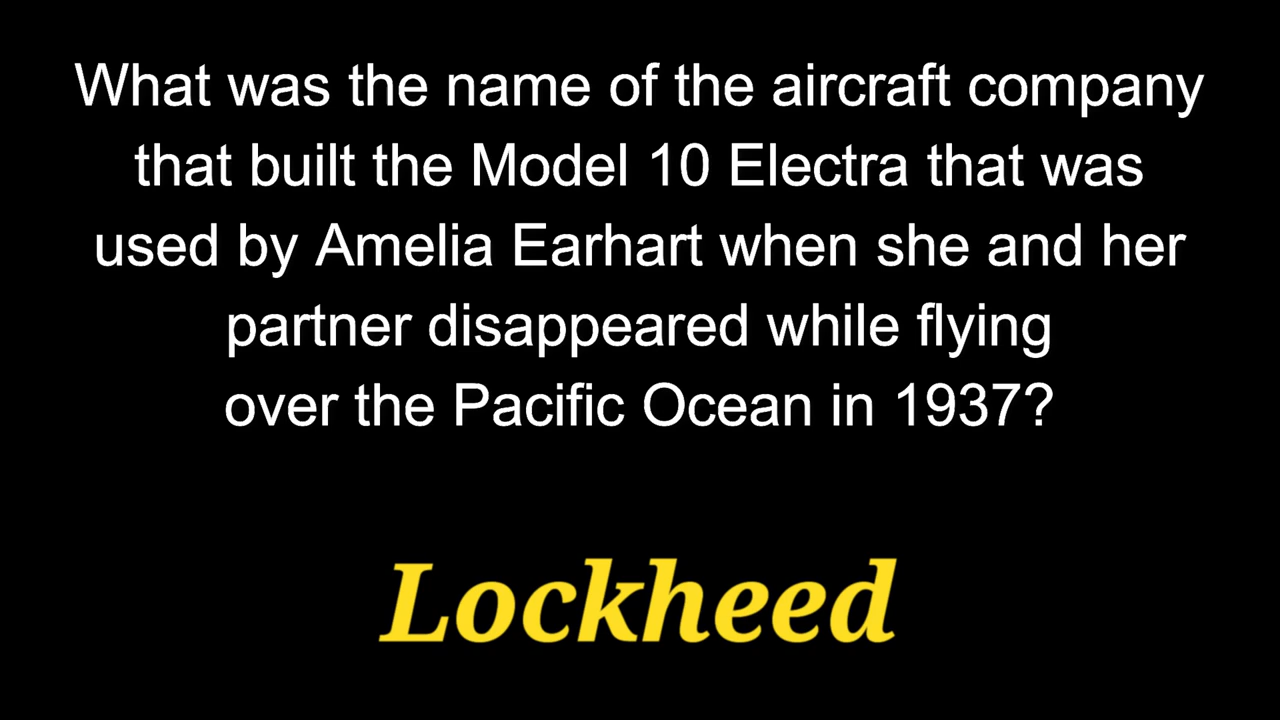 What was the name of the aircraft company
that built the Model 10 Electra that was
used by Amelia Earhart when she and her
partner disappeared while flying
over the Pacific Ocean in 1937?
Lockheed